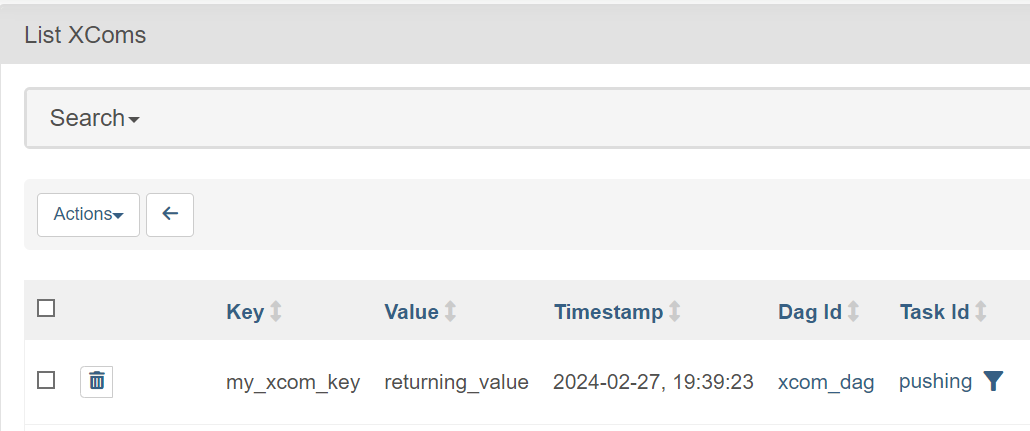 List XComs
Search
Actions
Key Value Timestamp Dag Id Task Id
my_xcom_key returning_value 2024-02-27, 19:39:23 xcom_dag pushing